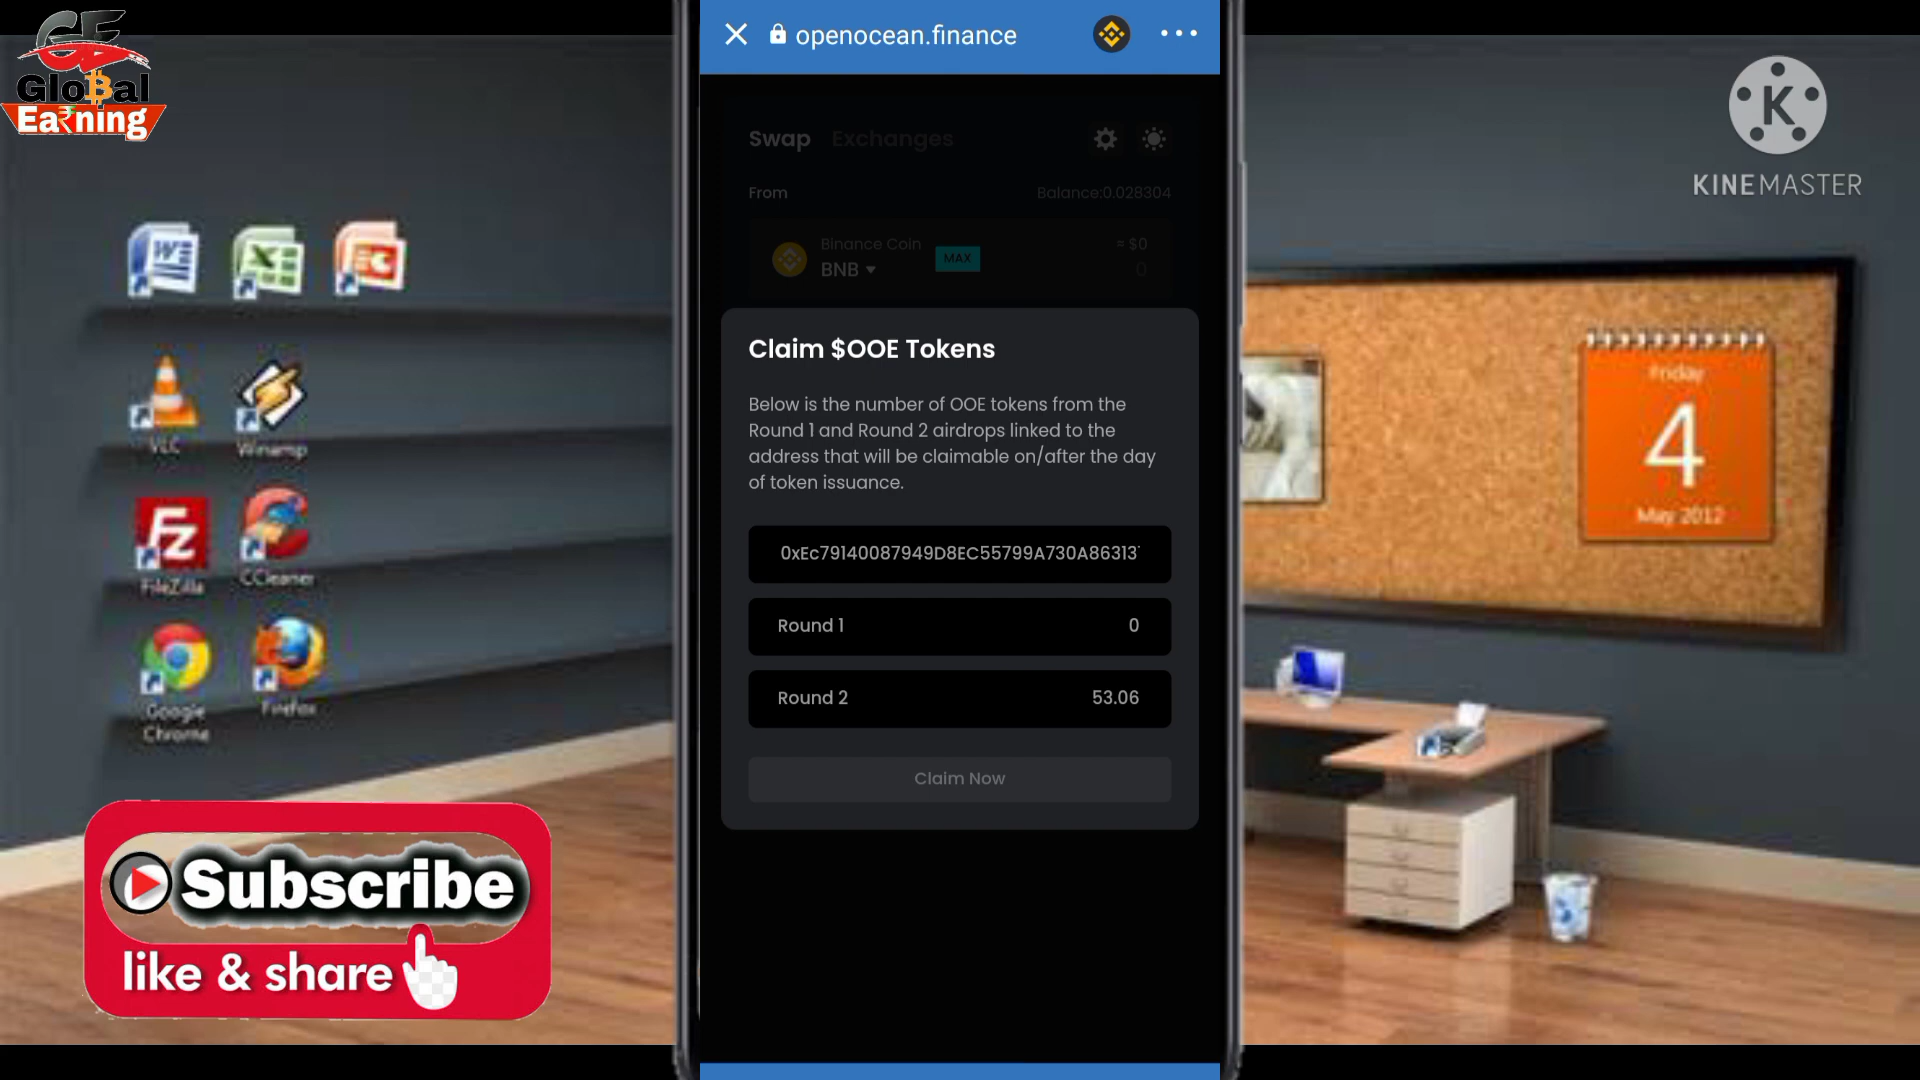 GE
Global
Earning
openocean.finance
K
KINEMASTER
Swap Exchanges
From Balance:0.028304
Binance Coin = $0
BNB MAX 0
Claim $OOE Tokens
Below is the number of OOE tokens from the
Round 1 and Round 2 airdrops linked to the
address that will be claimable on/after the day
of token issuance.
0xEc79140087949D8EC55799A730A86313
Round 1 0
Round 2 53.06
Claim Now
VLC Winamp
Fz
FileZilla CCleaner
Google
Chrome
Firefox
Friday
4
May 2012
Subscribe
like & share